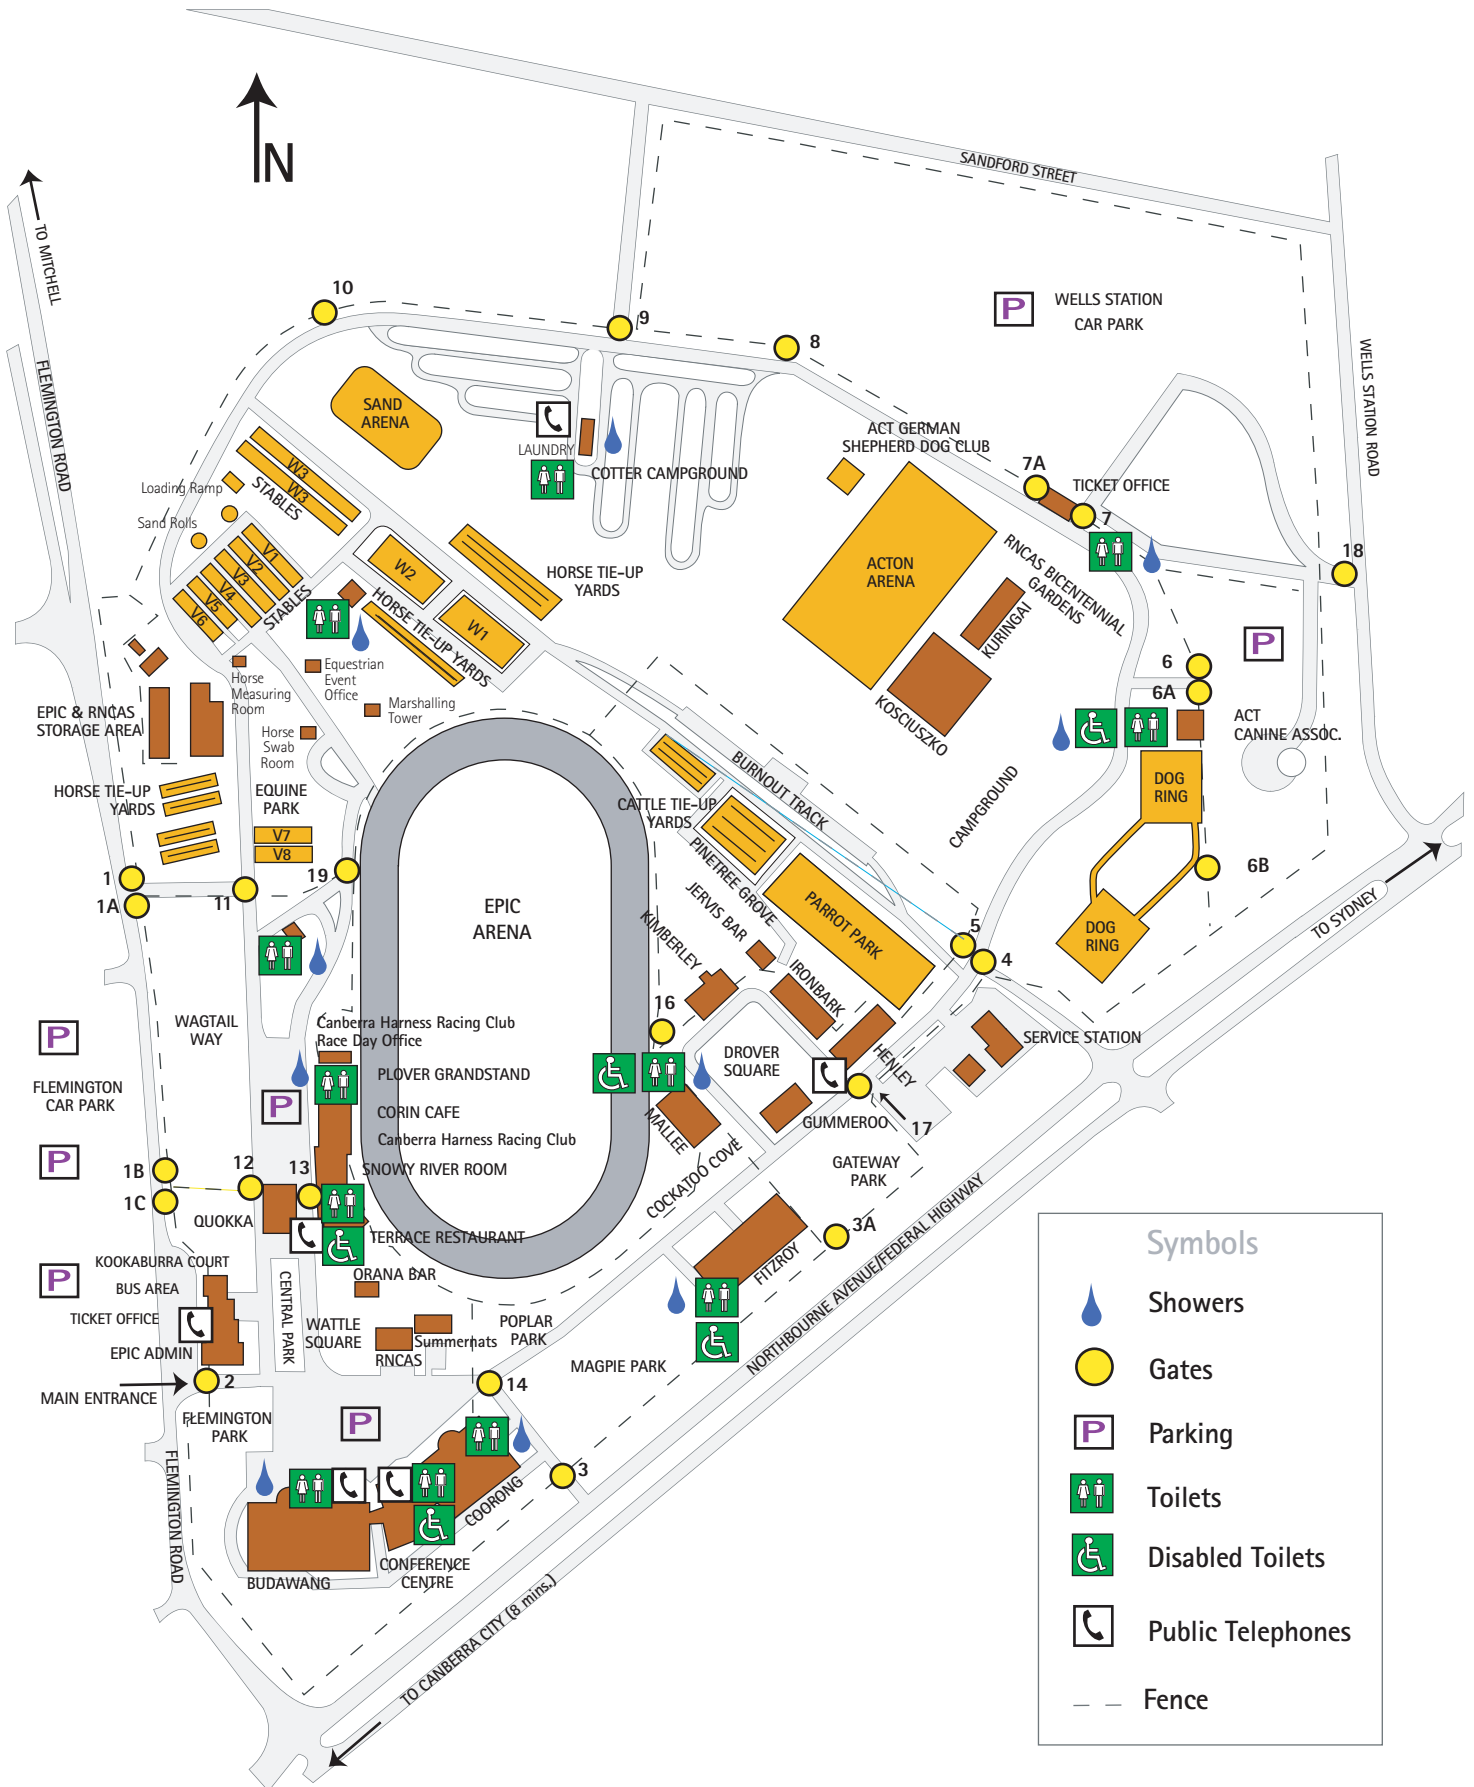 SANDFORD STREET
N
TO MITCHELL
FLEMINGTON ROAD
10
9
8
P
WELLS STATION
CAR PARK
WELLS STATION ROAD
SAND
ARENA
LAUNDRY
COTTER CAMPGROUND
ACT GERMAN
SHEPHERD DOG CLUB
7A
TICKET OFFICE
7
18
W3
W3
STABLES
Loading Ramp
Sand Rolls
V1
V2
V3
V4
V5
V6
STABLES
W2
W1
HORSE TIE-UP
YARDS
HORSE TIE-UP YARDS
ACTON
ARENA
RNCAS BICENTENNIAL
GARDENS
KURINGAI
KOSCIUSZKO
6
6A
P
ACT
CANINE ASSOC.
Equestrian
Event
Office
Horse
Measuring
Room
Marshalling
Tower
Horse
Swab
Room
EPIC & RNCAS
STORAGE AREA
HORSE TIE-UP
YARDS
EQUINE
PARK
V7
V8
BURNOUT TRACK
CATTLE TIE-UP
YARDS
PINETREE GROVE
CAMPGROUND
DOG
RING
6B
DOG
RING
TO SYDNEY
1
1A
11
19
EPIC
ARENA
JERVIS BAR
KIMBERLEY
PARROT PARK
IRONBARK
5
4
16
HENLEY
SERVICE STATION
WAGTAIL
WAY
P
Canberra Harness Racing Club
Race Day Office
PLOVER GRANDSTAND
P
CORIN CAFE
Canberra Harness Racing Club
SNOWY RIVER ROOM
DROVER
SQUARE
MALLEE
GUMMEROO
17
COCKATOO COVE
GATEWAY
PARK
FLEMINGTON
CAR PARK
P
1B
1C
12
13
QUOKKA
TERRACE RESTAURANT
3A
FITZROY
NORTHBOURNE AVENUE/FEDERAL HIGHWAY
KOOKABURRA COURT
BUS AREA
P
TICKET OFFICE
EPIC ADMIN
CENTRAL PARK
ORANA BAR
WATTLE
SQUARE
Summernats
RNCAS
POPLAR
PARK
MAGPIE PARK
MAIN ENTRANCE
2
14
FLEMINGTON
PARK
P
FLEMINGTON ROAD
3
COORONG
CONFERENCE
CENTRE
BUDAWANG
TO CANBERRA CITY (8 mins.)
Symbols
Showers
Gates
P
Parking
Toilets
Disabled Toilets
Public Telephones
Fence